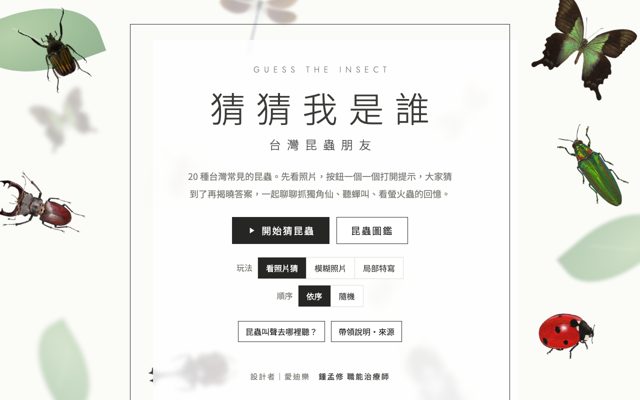 GUESS THE INSECT
猜猜我是誰
台灣昆蟲朋友
20 種台灣常見的昆蟲。先看照片，按鈕一個一個打開提示，大家猜
到了再揭曉答案，一起聊聊抓獨角仙、聽蟬叫、看螢火蟲的回憶。
▶ 開始猜昆蟲 昆蟲圖鑑
玩法 看照片猜 模糊照片 局部特寫
順序 依序 隨機
昆蟲叫聲去哪裡聽？ 帶領說明・來源
設計者｜愛迪樂 鍾孟修 職能治療師